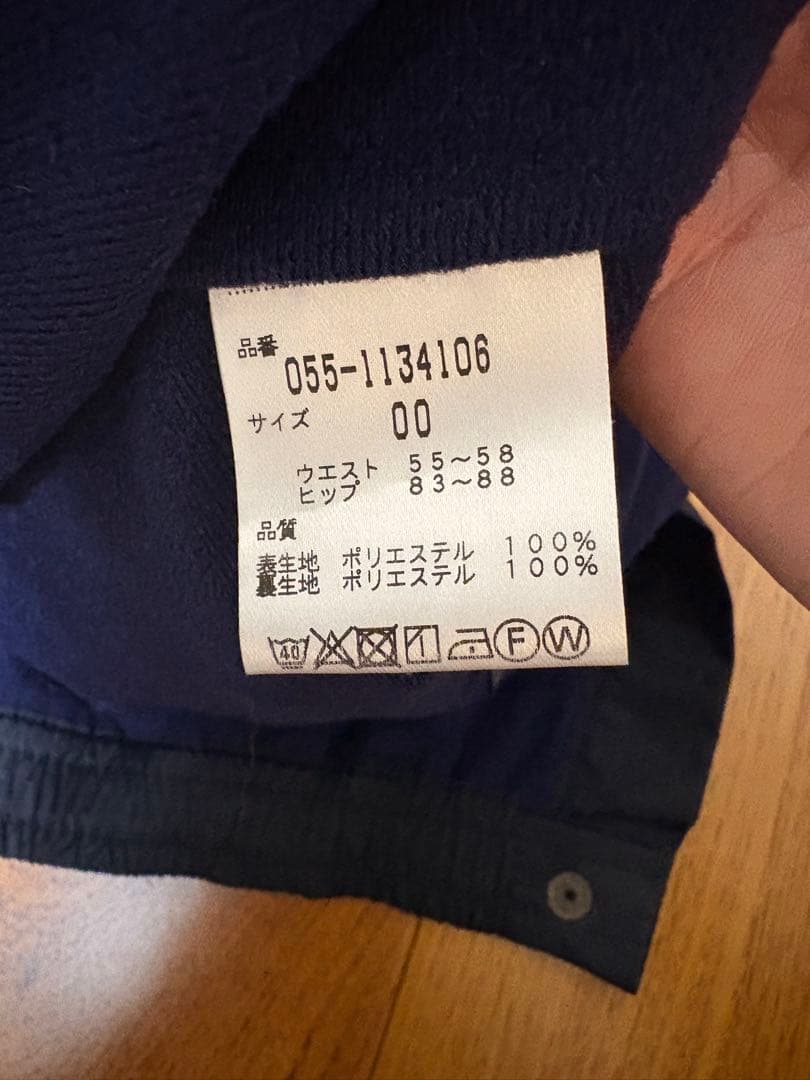 品番
055-1134106
サイズ 00
ウエスト 55～58
ヒップ 83～88
品質
表生地 ポリエステル 100%
裏生地 ポリエステル 100%
40 F W